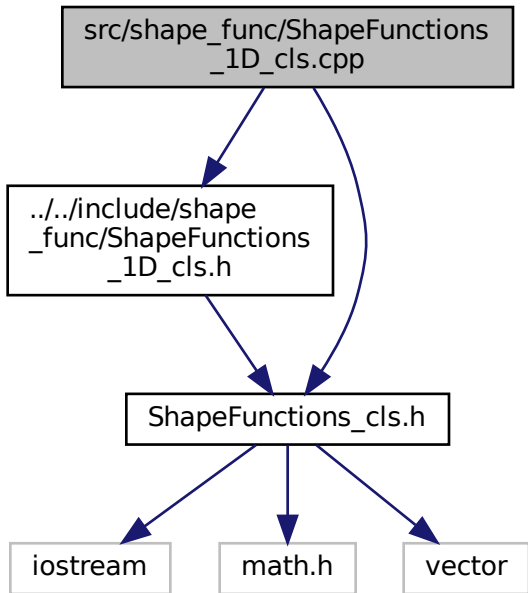 src/shape_func/ShapeFunctions
_1D_cls.cpp
../../include/shape
_func/ShapeFunctions
_1D_cls.h
ShapeFunctions_cls.h
iostream
math.h
vector